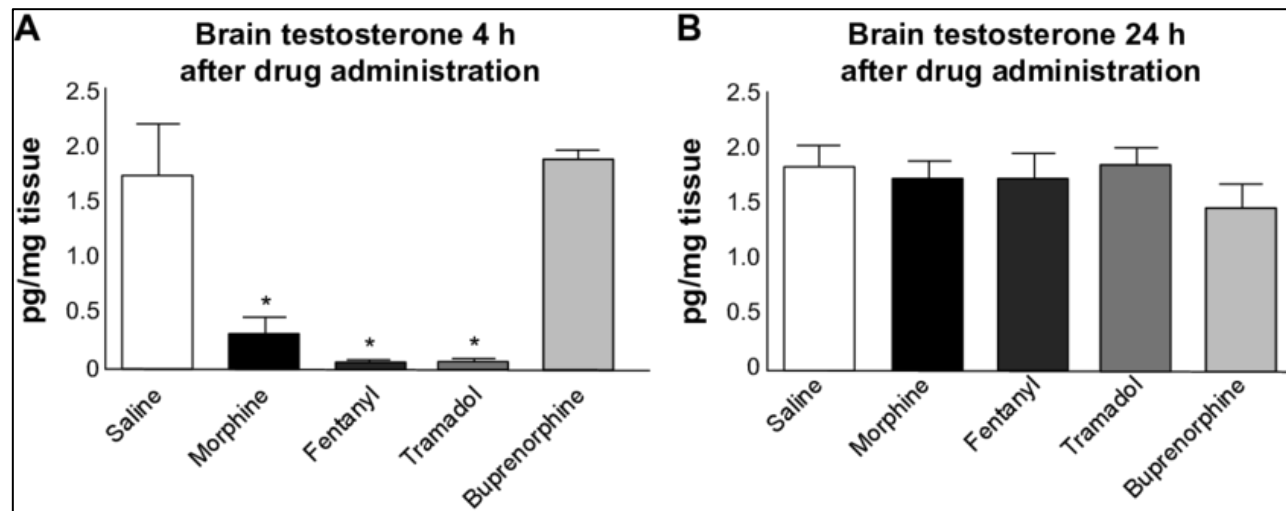 A
Brain testosterone 4 h
after drug administration
pg/mg tissue
2.5
2.0
1.5
1.0
0.5
0
*
*
*
Saline
Morphine
Fentanyl
Tramadol
Buprenorphine
B
Brain testosterone 24 h
after drug administration
pg/mg tissue
2.5
2.0
1.5
1.0
0.5
0
Saline
Morphine
Fentanyl
Tramadol
Buprenorphine